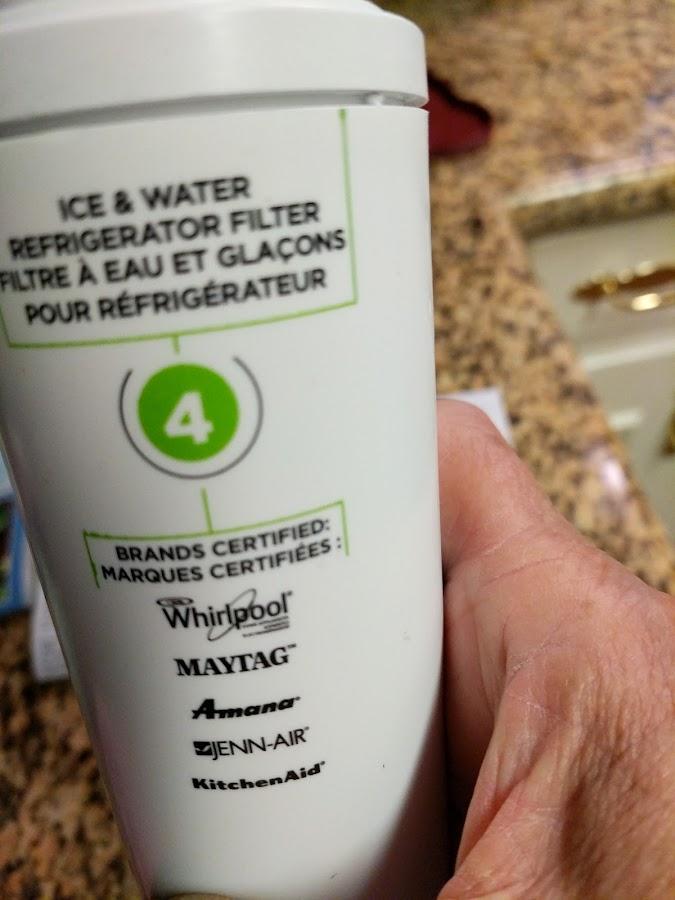 ICE & WATER
REFRIGERATOR FILTER
FILTRE À EAU ET GLAÇONS
POUR RÉFRIGÉRATEUR
4
BRANDS CERTIFIED:
MARQUES CERTIFIÉES :
Whirlpool®
MAYTAG™
Amana®
JENN-AIR®
KitchenAid®